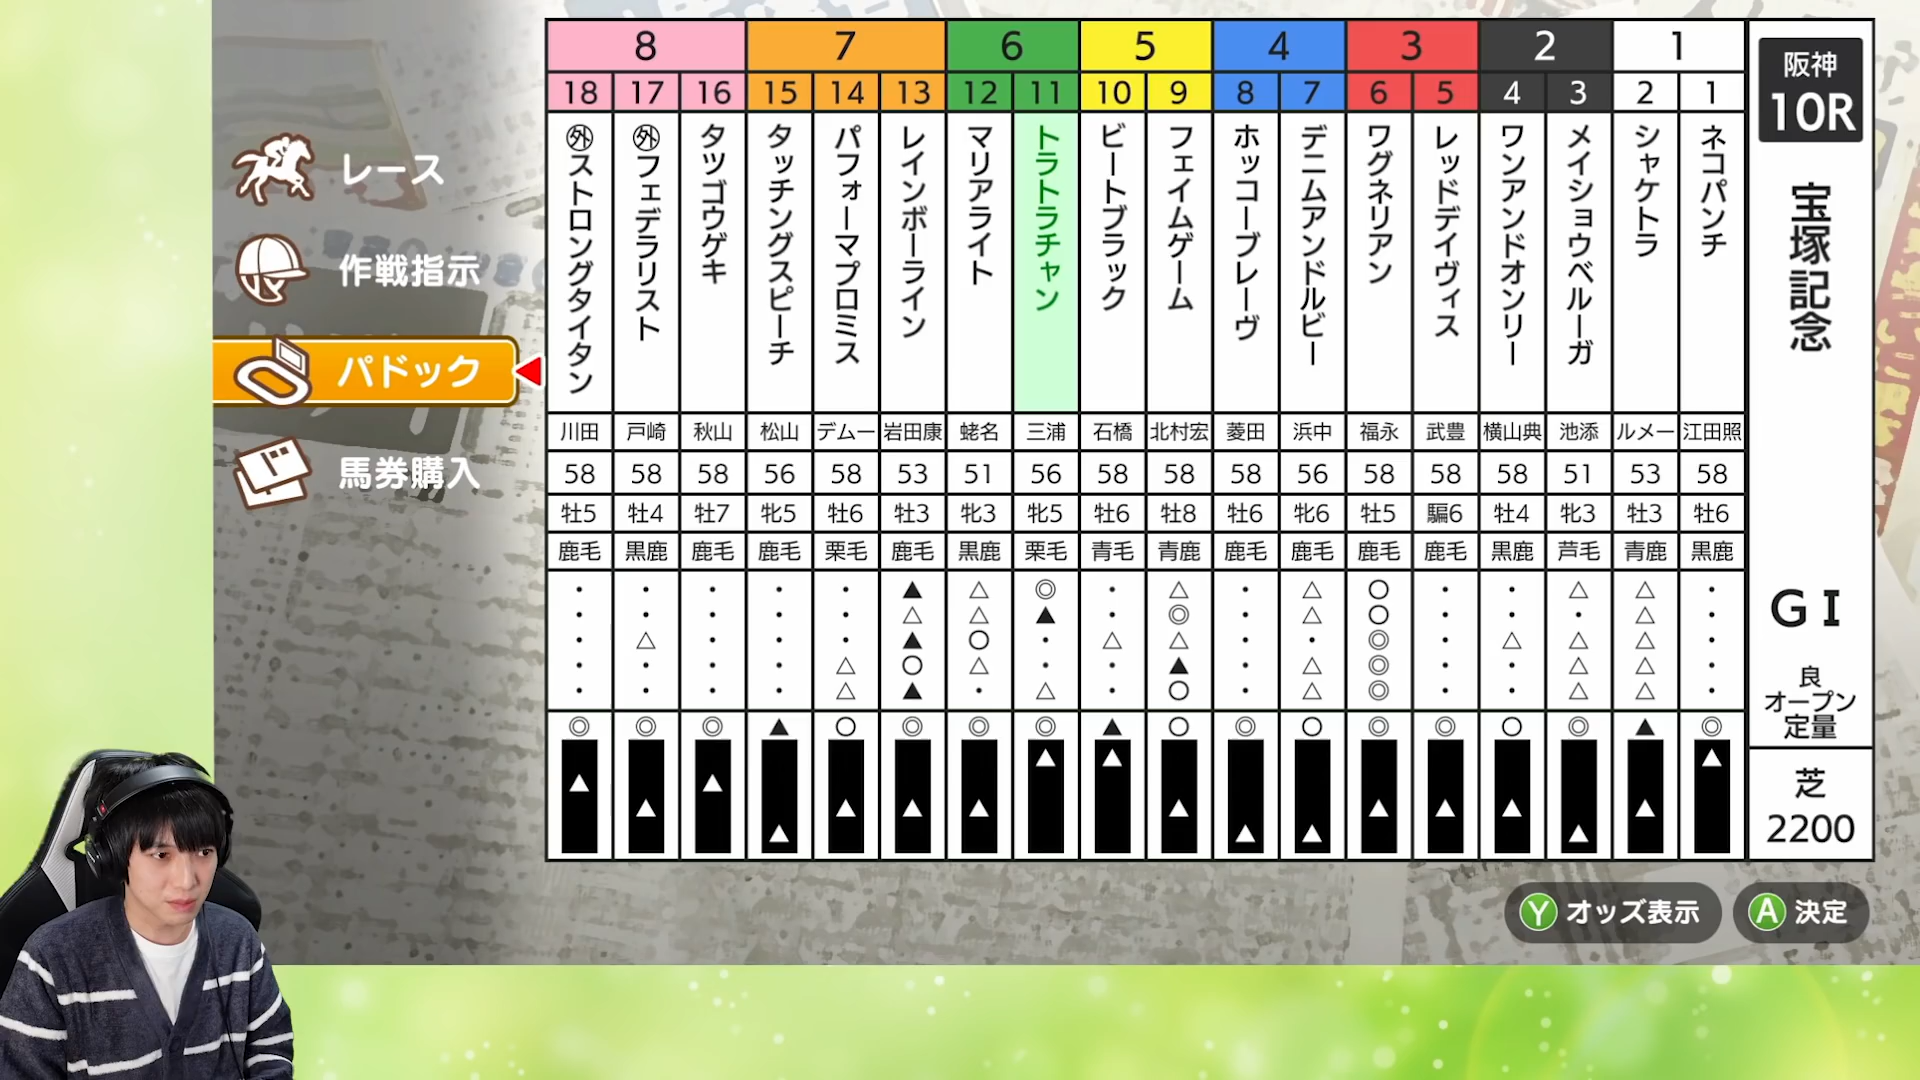 レース
作戦指示
パドック
馬券購入
8 7 6 5 4 3 2 1
18 17 16 15 14 13 12 11 10 9 8 7 6 5 4 3 2 1
阪神
10R
宝塚記念
GⅠ
良
オープン
定量
芝
2200
ネコパンチ
シャケトラ
メイショウベルーガ
ワンアンドオンリー
レッドデイヴィス
ワグネリアン
デニムアンドルビー
ホッコーブレーヴ
フェイムゲーム
ビートブラック
トラトラチャン
マリアライト
レインボーライン
パフォーマプロミス
タッチングスピーチ
タツゴウゲキ
外フェデラリスト
外ストロングタイタン
川田 戸崎 秋山 松山 デムー 岩田康 蛯名 三浦 石橋 北村宏 菱田 浜中 福永 武豊 横山典 池添 ルメー 江田照
58 58 58 56 58 53 51 56 58 58 58 56 58 58 58 51 53 58
牡5 牡4 牡7 牝5 牡6 牡3 牝3 牝5 牡6 牡8 牡6 牝6 牡5 騸6 牡4 牝3 牡3 牡6
鹿毛 黒鹿 鹿毛 鹿毛 栗毛 鹿毛 黒鹿 栗毛 青毛 青鹿 鹿毛 鹿毛 鹿毛 鹿毛 黒鹿 芦毛 青鹿 黒鹿
・ ・ ・ ・ ・ ▲ △ ◎ ・ △ ・ △ ○ ・ ・ △ △ ・
・ ・ ・ ・ ・ △ △ ▲ ・ ◎ ・ △ ○ ・ ・ ・ △ ・
・ △ ・ ・ ・ ▲ ○ ・ △ △ ・ ・ ◎ ・ △ △ △ ・
・ ・ ・ ・ △ ○ △ ・ ・ ▲ ・ △ ◎ ・ ・ △ △ ・
・ ・ ・ ・ △ ▲ ・ △ ・ ○ ・ △ ◎ ・ ・ △ △ ・
◎ ◎ ◎ ▲ ○ ◎ ◎ ◎ ▲ ○ ◎ ○ ◎ ◎ ○ ◎ ▲ ◎
Y オッズ表示
A 決定